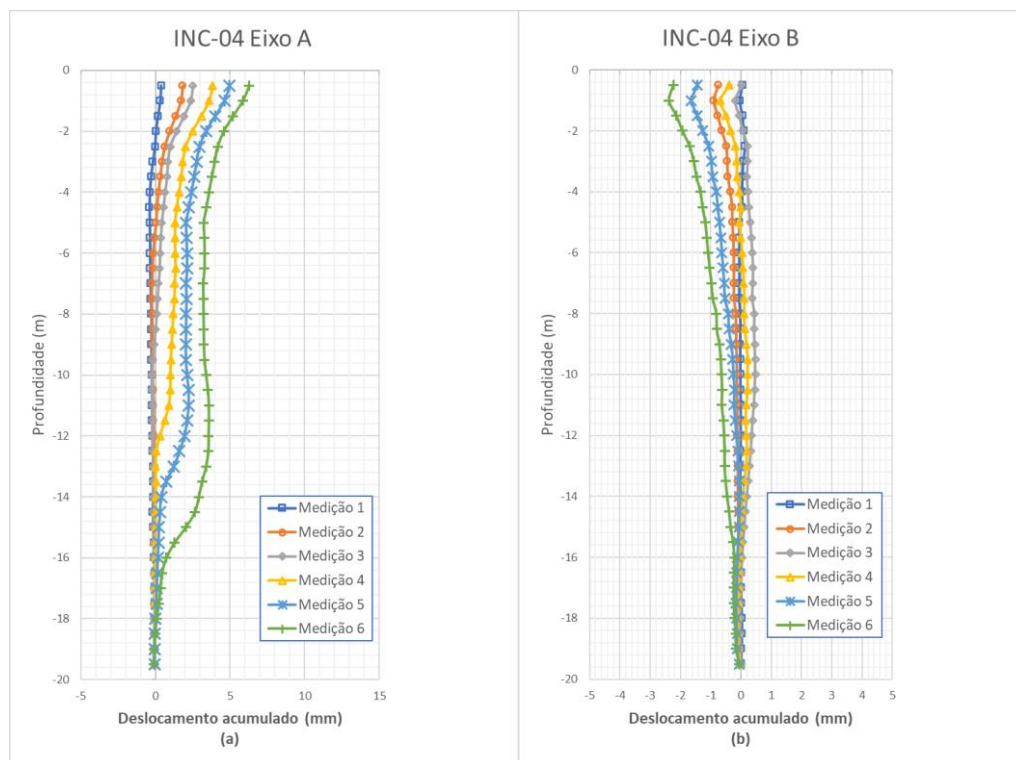 INC-04 Eixo A
0
-2
-4
-6
-8
-10
-12
-14
-16
-18
-20
Profundidade (m)
Medição 1
Medição 2
Medição 3
Medição 4
Medição 5
Medição 6
-5 0 5 10 15
Deslocamento acumulado (mm)
(a)
INC-04 Eixo B
0
-2
-4
-6
-8
-10
-12
-14
-16
-18
-20
Profundidade (m)
Medição 1
Medição 2
Medição 3
Medição 4
Medição 5
Medição 6
-5 -4 -3 -2 -1 0 1 2 3 4 5
Deslocamento acumulado (mm)
(b)